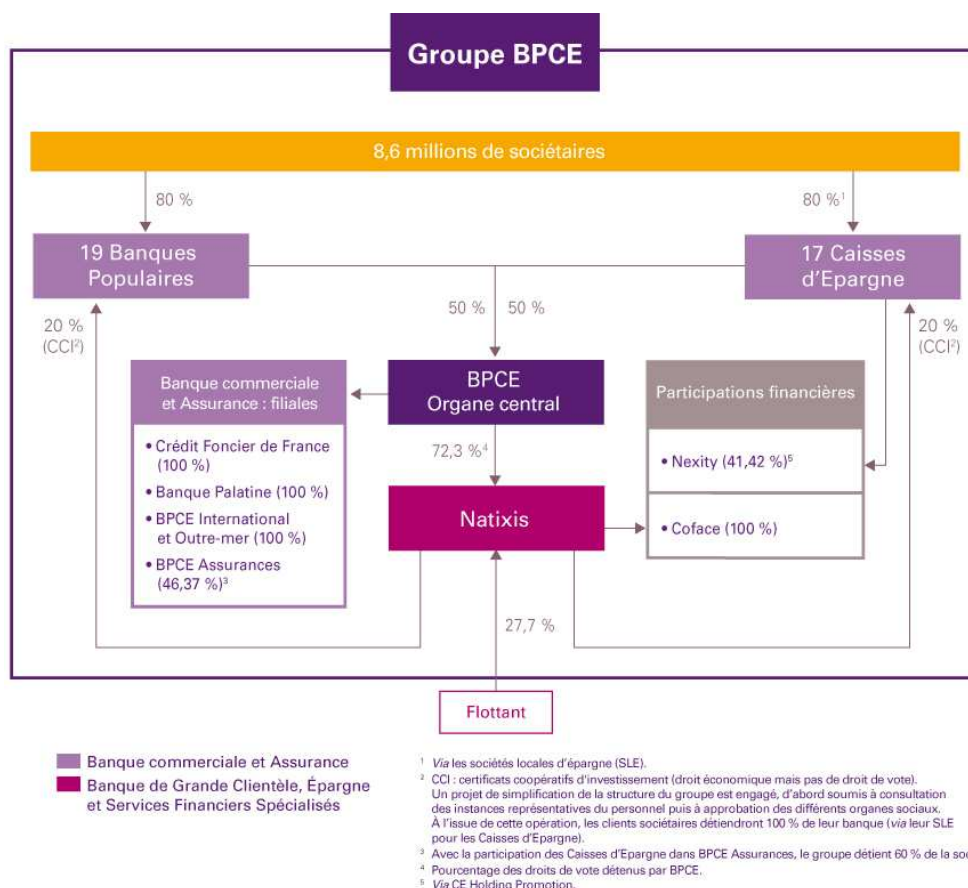 Groupe BPCE
8,6 millions de sociétaires
80 %
80 %¹
19 Banques
Populaires
17 Caisses
d'Epargne
20 %
(CCI²)
50 %
50 %
20 %
(CCI²)
Banque commerciale
et Assurance : filiales
• Crédit Foncier de France
(100 %)
• Banque Palatine (100 %)
• BPCE International
et Outre-mer (100 %)
• BPCE Assurances
(46,37 %)³
BPCE
Organe central
72,3 %⁴
Natixis
Participations financières
• Nexity (41,42 %)⁵
• Coface (100 %)
27,7 %
Flottant
Banque commerciale et Assurance
Banque de Grande Clientèle, Épargne
et Services Financiers Spécialisés
¹ Via les sociétés locales d'épargne (SLE).
² CCI : certificats coopératifs d'investissement (droit économique mais pas de droit de vote).
Un projet de simplification de la structure du groupe est engagé, d'abord soumis à consultation
des instances représentatives du personnel puis à approbation des différents organes sociaux.
À l'issue de cette opération, les clients sociétaires détiendront 100 % de leur banque (via leur SLE
pour les Caisses d'Epargne).
³ Avec la participation des Caisses d'Epargne dans BPCE Assurances, le groupe détient 60 % de la soc
⁴ Pourcentage des droits de vote détenus par BPCE.
⁵ Via CE Holding Promotion.